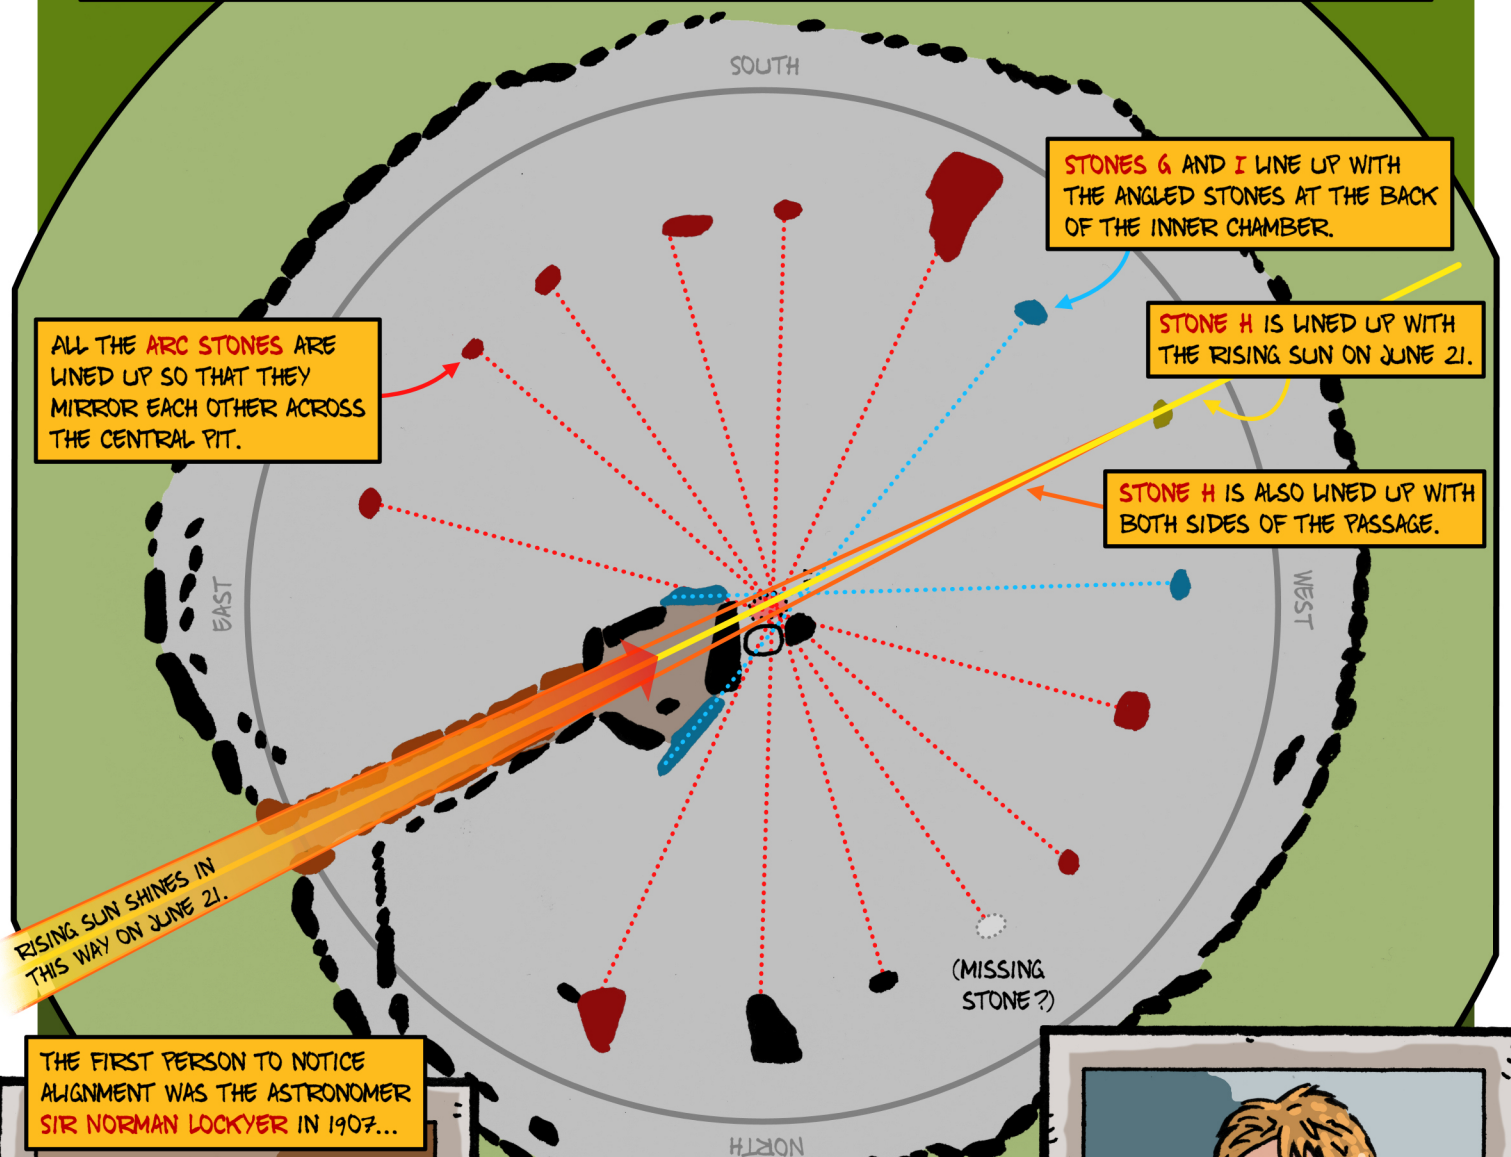 SOUTH
STONES G AND I LINE UP WITH
THE ANGLED STONES AT THE BACK
OF THE INNER CHAMBER.
STONE H IS LINED UP WITH
THE RISING SUN ON JUNE 21.
ALL THE ARC STONES ARE
LINED UP SO THAT THEY
MIRROR EACH OTHER ACROSS
THE CENTRAL PIT.
STONE H IS ALSO LINED UP WITH
BOTH SIDES OF THE PASSAGE.
EAST
WEST
RISING SUN SHINES IN
THIS WAY ON JUNE 21.
(MISSING
STONE?)
THE FIRST PERSON TO NOTICE
ALIGNMENT WAS THE ASTRONOMER
SIR NORMAN LOCKYER IN 1907...
NORTH